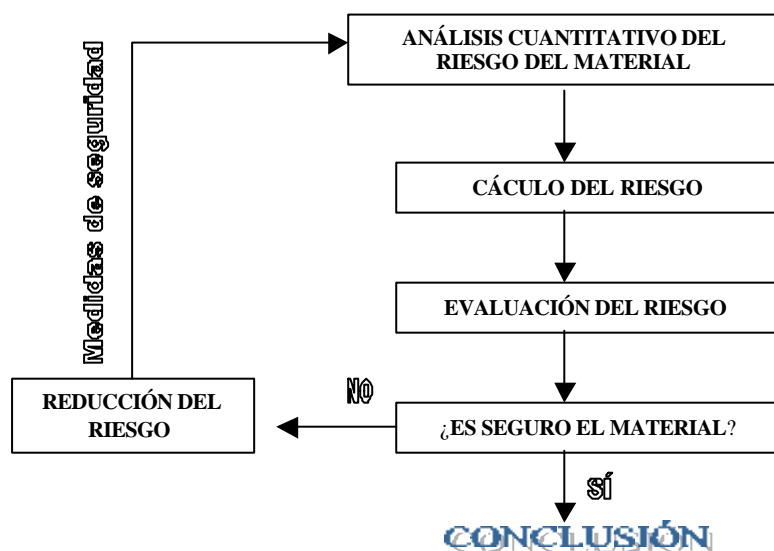 ANÁLISIS CUANTITATIVO DEL
RIESGO DEL MATERIAL
CÁCULO DEL RIESGO
EVALUACIÓN DEL RIESGO
¿ES SEGURO EL MATERIAL?
NO
REDUCCIÓN DEL
RIESGO
Medidas de seguridad
SÍ
CONCLUSIÓN